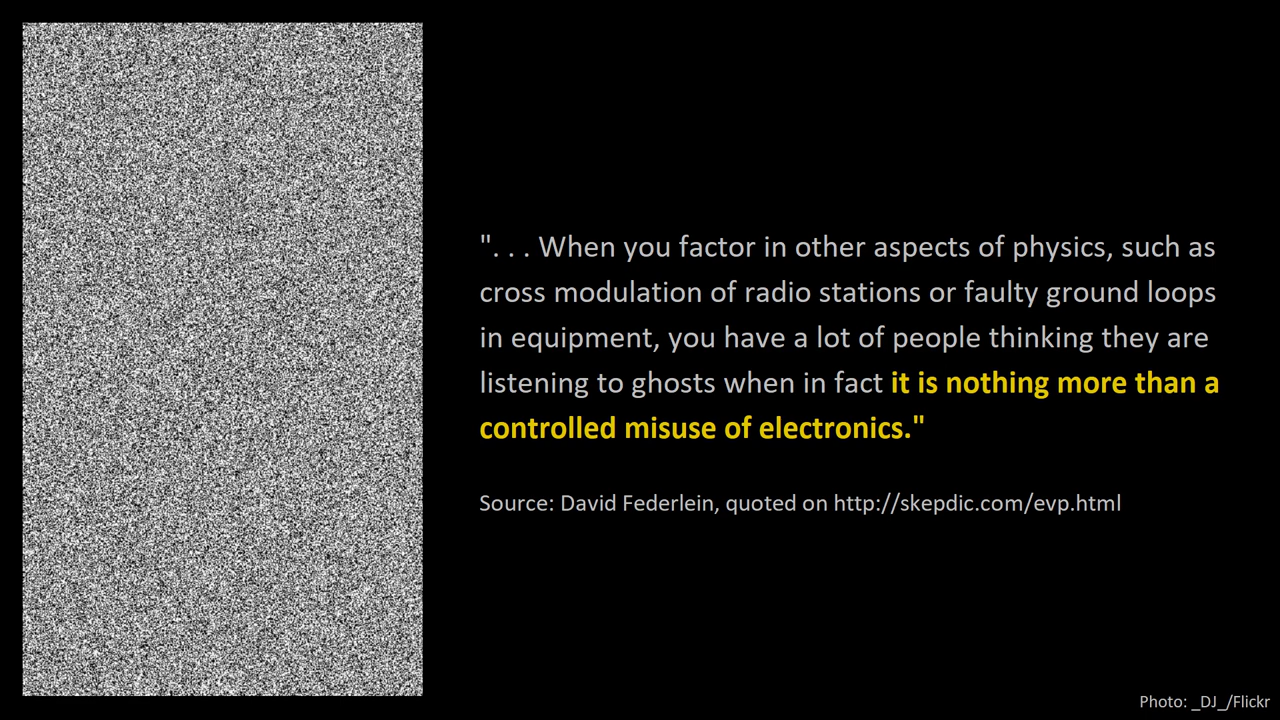 ". . . When you factor in other aspects of physics, such as
cross modulation of radio stations or faulty ground loops
in equipment, you have a lot of people thinking they are
listening to ghosts when in fact it is nothing more than a
controlled misuse of electronics."
Source: David Federlein, quoted on http://skepdic.com/evp.html
Photo: _DJ_/Flickr